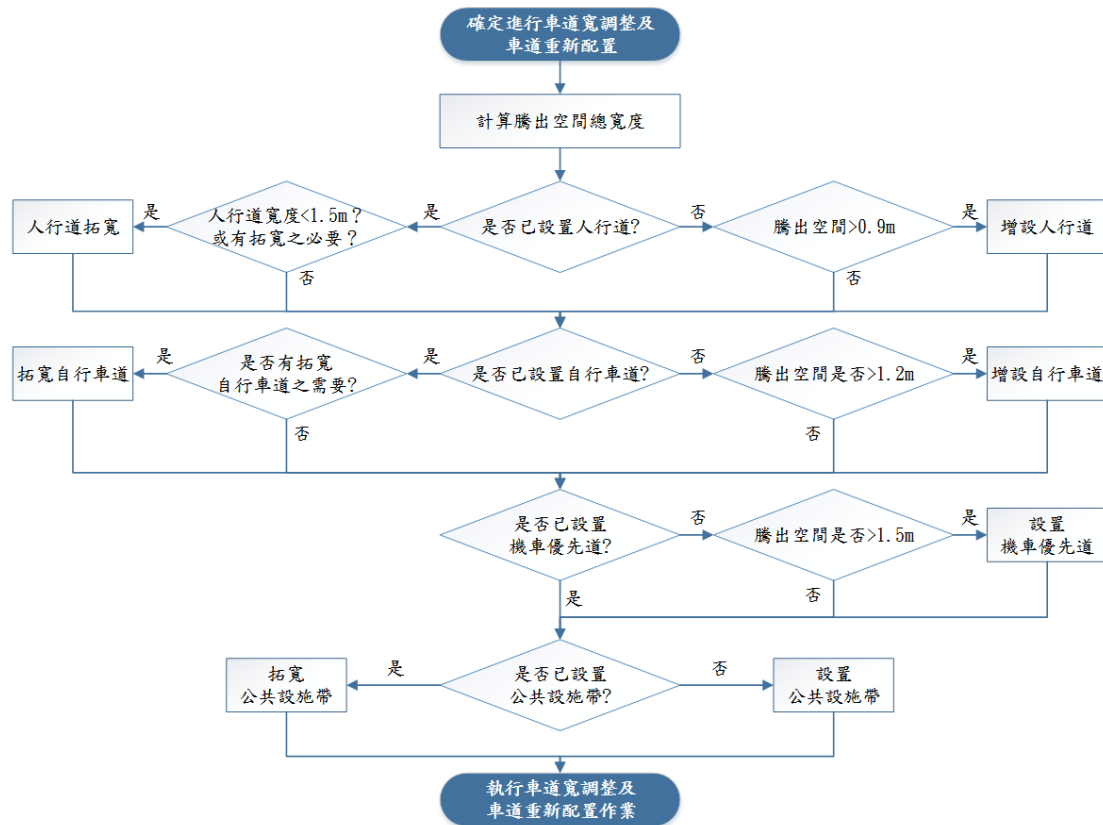 確定進行車道寬調整及
車道重新配置
計算騰出空間總寬度
人行道拓寬
是
人行道寬度<1.5m？
或有拓寬之必要？
是
是否已設置人行道?
否
騰出空間>0.9m
是
增設人行道
否
否
拓寬自行車道
是
是否有拓寬
自行車道之需要?
是
是否已設置自行車道?
否
騰出空間是否>1.2m
是
增設自行車道
否
否
是否已設置
機車優先道?
否
騰出空間是否>1.5m
是
設置
機車優先道
是
否
拓寬
公共設施帶
是
是否已設置
公共設施帶?
否
設置
公共設施帶
執行車道寬調整及
車道重新配置作業